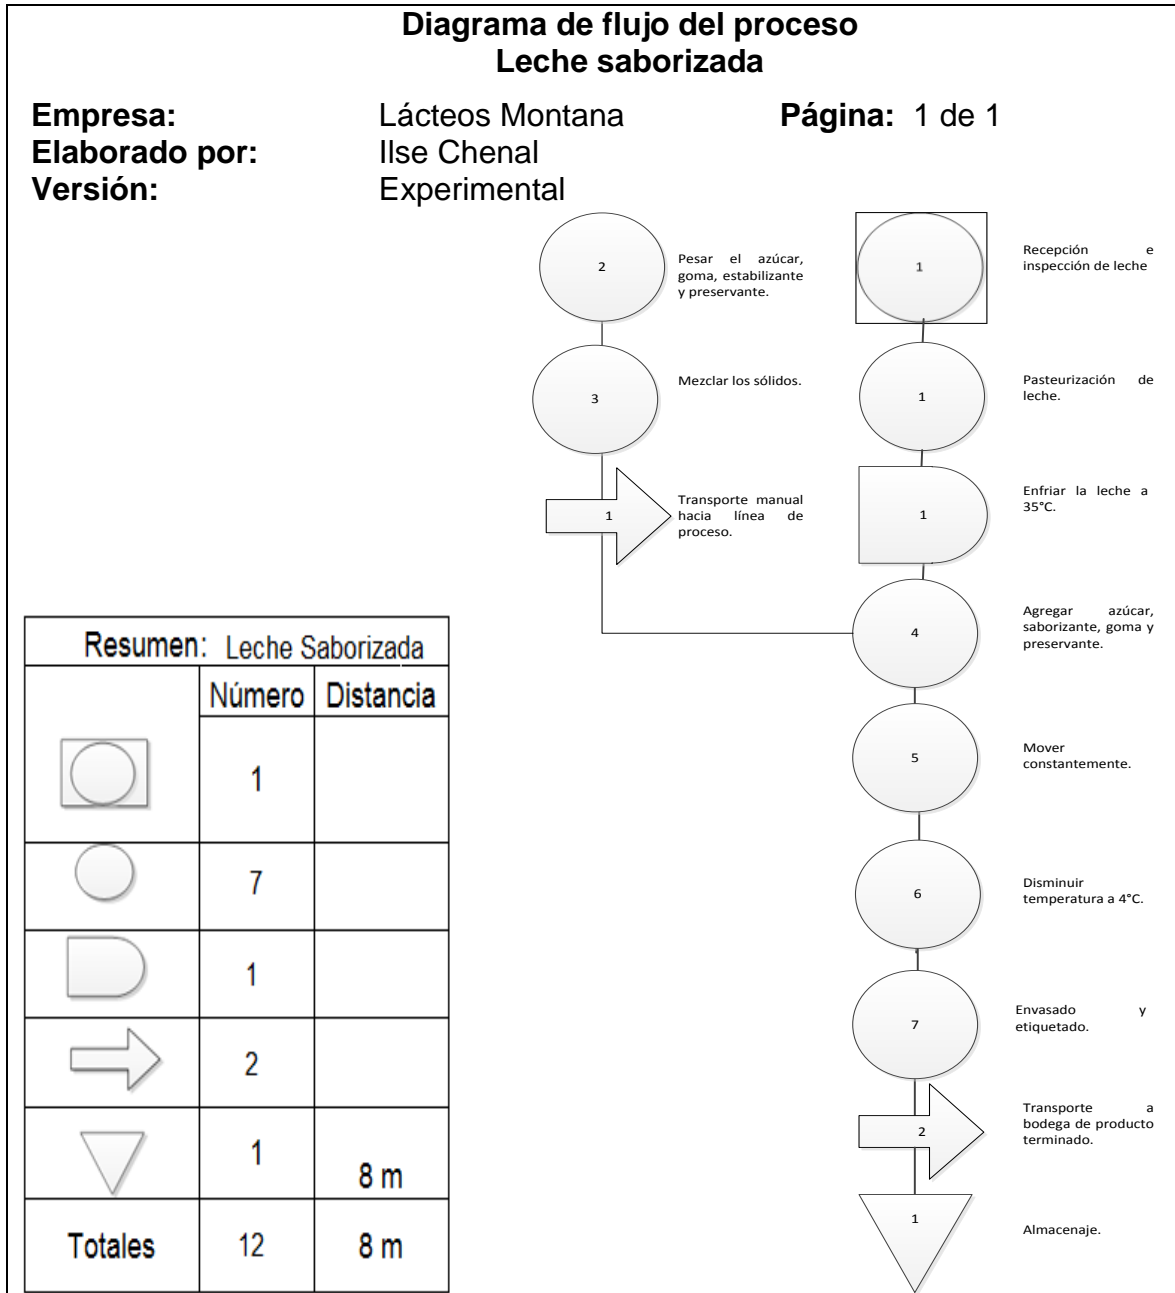 Diagrama de flujo del proceso
Leche saborizada
Empresa: Lácteos Montana Página: 1 de 1
Elaborado por: Ilse Chenal
Versión: Experimental
2
Pesar el azúcar,
goma, estabilizante
y preservante.
3
Mezclar los sólidos.
1
Transporte manual
hacia línea de
proceso.
1
Recepción e
inspección de leche
1
Pasteurización de
leche.
1
Enfriar la leche a
35°C.
4
Agregar azúcar,
saborizante, goma y
preservante.
5
Mover
constantemente.
6
Disminuir
temperatura a 4°C.
7
Envasado y
etiquetado.
2
Transporte a
bodega de producto
terminado.
1
Almacenaje.
Resumen: Leche Saborizada
Número Distancia
1
7
1
2
1 8 m
Totales 12 8 m